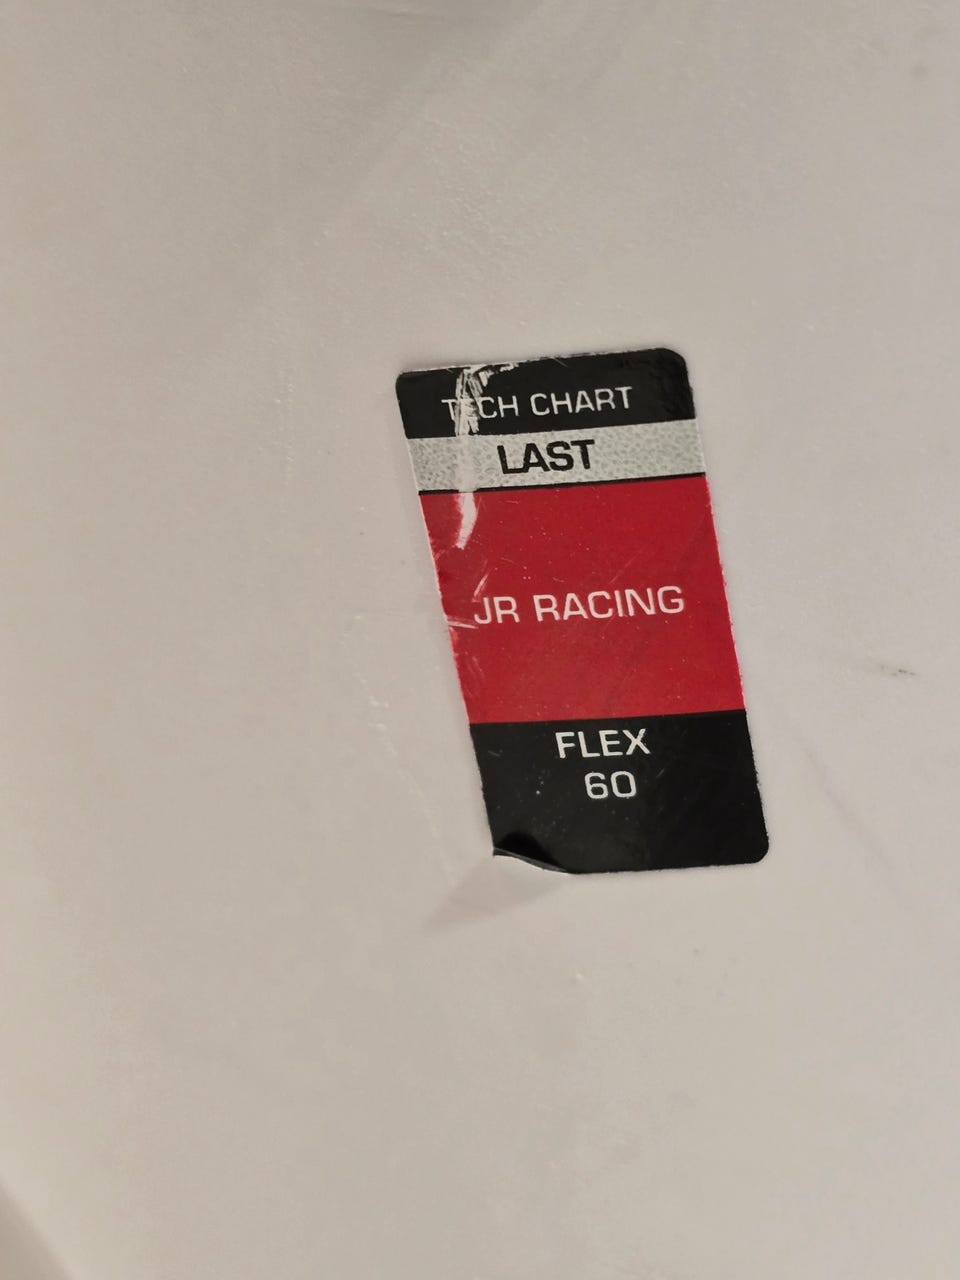 TECH CHART
LAST
JR RACING
FLEX
60